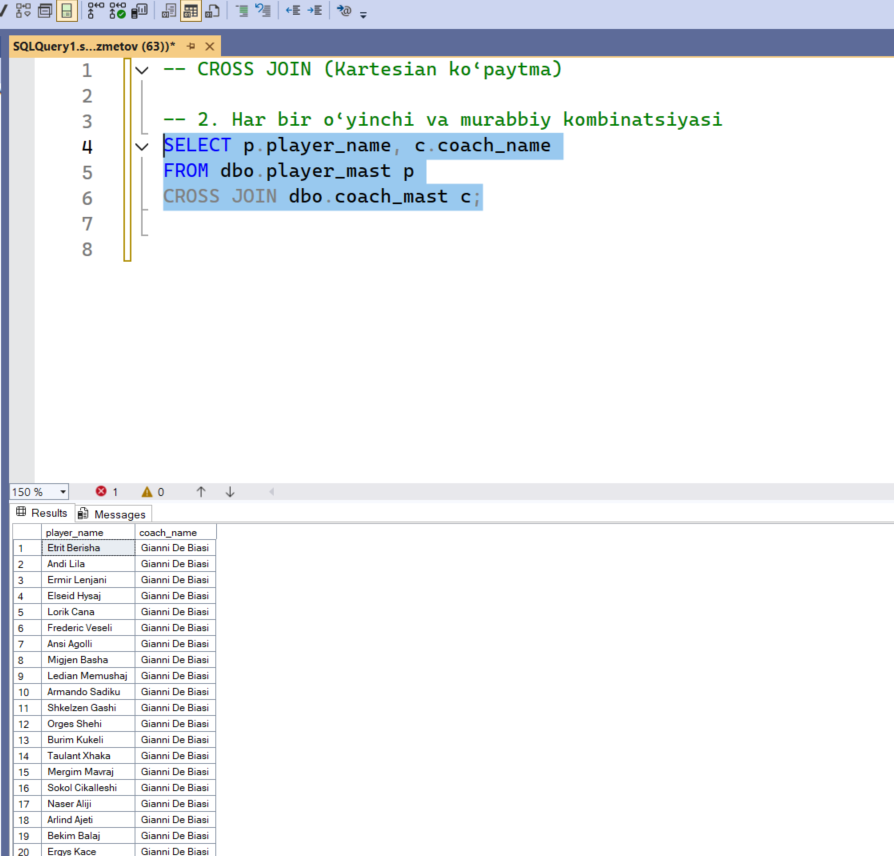 SQLQuery1.s...zmetov (63))*
1 -- CROSS JOIN (Kartesian ko‘paytma)
2
3 -- 2. Har bir o‘yinchi va murabbiy kombinatsiyasi
4 SELECT p.player_name, c.coach_name
5 FROM dbo.player_mast p
6 CROSS JOIN dbo.coach_mast c;
7
8
150 % 1 0
Results Messages
player_name coach_name
1 Etrit Berisha Gianni De Biasi
2 Andi Lila Gianni De Biasi
3 Ermir Lenjani Gianni De Biasi
4 Elseid Hysaj Gianni De Biasi
5 Lorik Cana Gianni De Biasi
6 Frederic Veseli Gianni De Biasi
7 Ansi Agolli Gianni De Biasi
8 Migjen Basha Gianni De Biasi
9 Ledian Memushaj Gianni De Biasi
10 Armando Sadiku Gianni De Biasi
11 Shkelzen Gashi Gianni De Biasi
12 Orges Shehi Gianni De Biasi
13 Burim Kukeli Gianni De Biasi
14 Taulant Xhaka Gianni De Biasi
15 Mergim Mavraj Gianni De Biasi
16 Sokol Cikalleshi Gianni De Biasi
17 Naser Aliji Gianni De Biasi
18 Arlind Ajeti Gianni De Biasi
19 Bekim Balaj Gianni De Biasi
20 Ergys Kace Gianni De Biasi